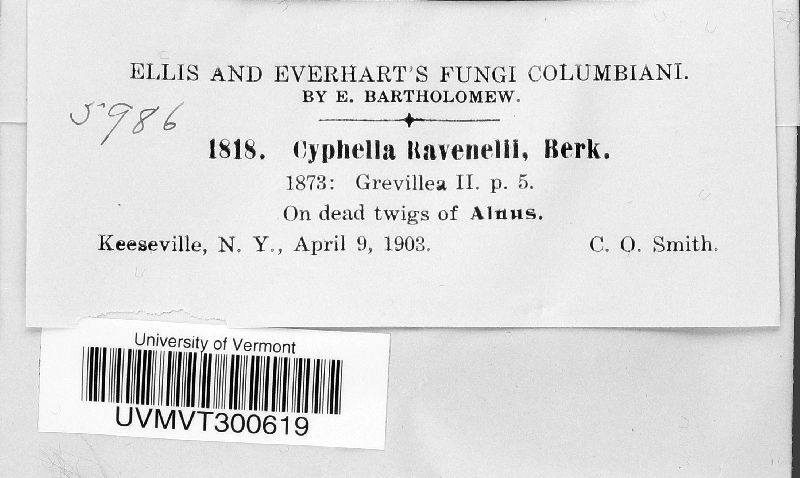 ELLIS AND EVERHART'S FUNGI COLUMBIANI.
BY E. BARTHOLOMEW.
5986
1818. Cyphella Ravenelii, Berk.
1873: Grevillea II. p. 5.
On dead twigs of Alnus.
Keeseville, N. Y., April 9, 1903. C. O. Smith.
University of Vermont
UVMVT300619